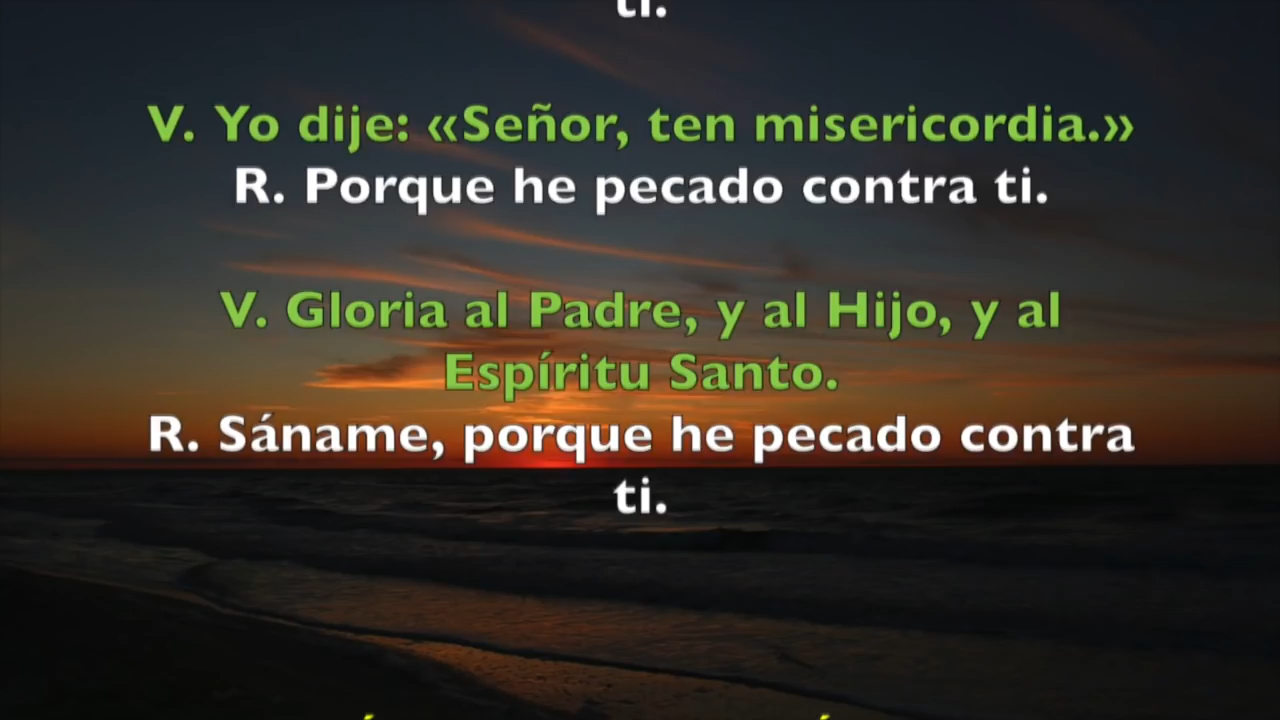 ti.
V. Yo dije: «Señor, ten misericordia.»
R. Porque he pecado contra ti.
V. Gloria al Padre, y al Hijo, y al
Espíritu Santo.
R. Sáname, porque he pecado contra
ti.